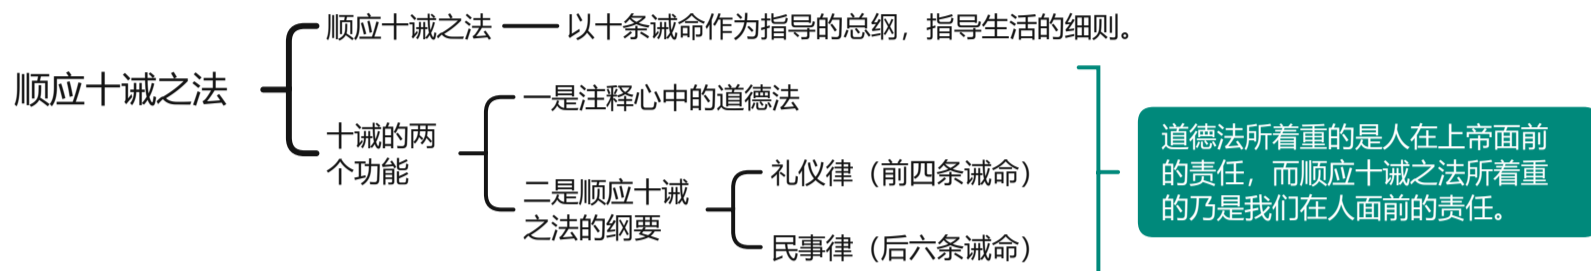 顺应十诫之法
顺应十诫之法
以十条诫命作为指导的总纲，指导生活的细则。
十诫的两
个功能
一是注释心中的道德法
二是顺应十诫
之法的纲要
礼仪律（前四条诫命）
民事律（后六条诫命）
道德法所着重的是人在上帝面前
的责任，而顺应十诫之法所着重
的乃是我们在人面前的责任。